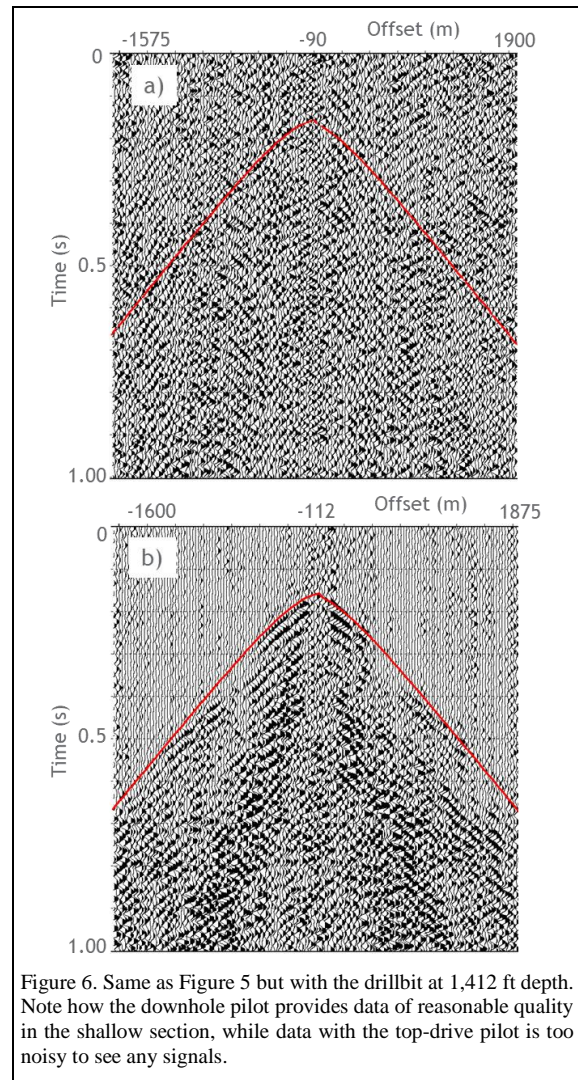 -1575 -90 Offset (m) 1900
0
a)
Time (s)
0.5
1.00
-1600 -112 Offset (m) 1875
0
b)
Time (s)
0.5
1.00
Figure 6. Same as Figure 5 but with the drillbit at 1,412 ft depth.
Note how the downhole pilot provides data of reasonable quality
in the shallow section, while data with the top-drive pilot is too
noisy to see any signals.